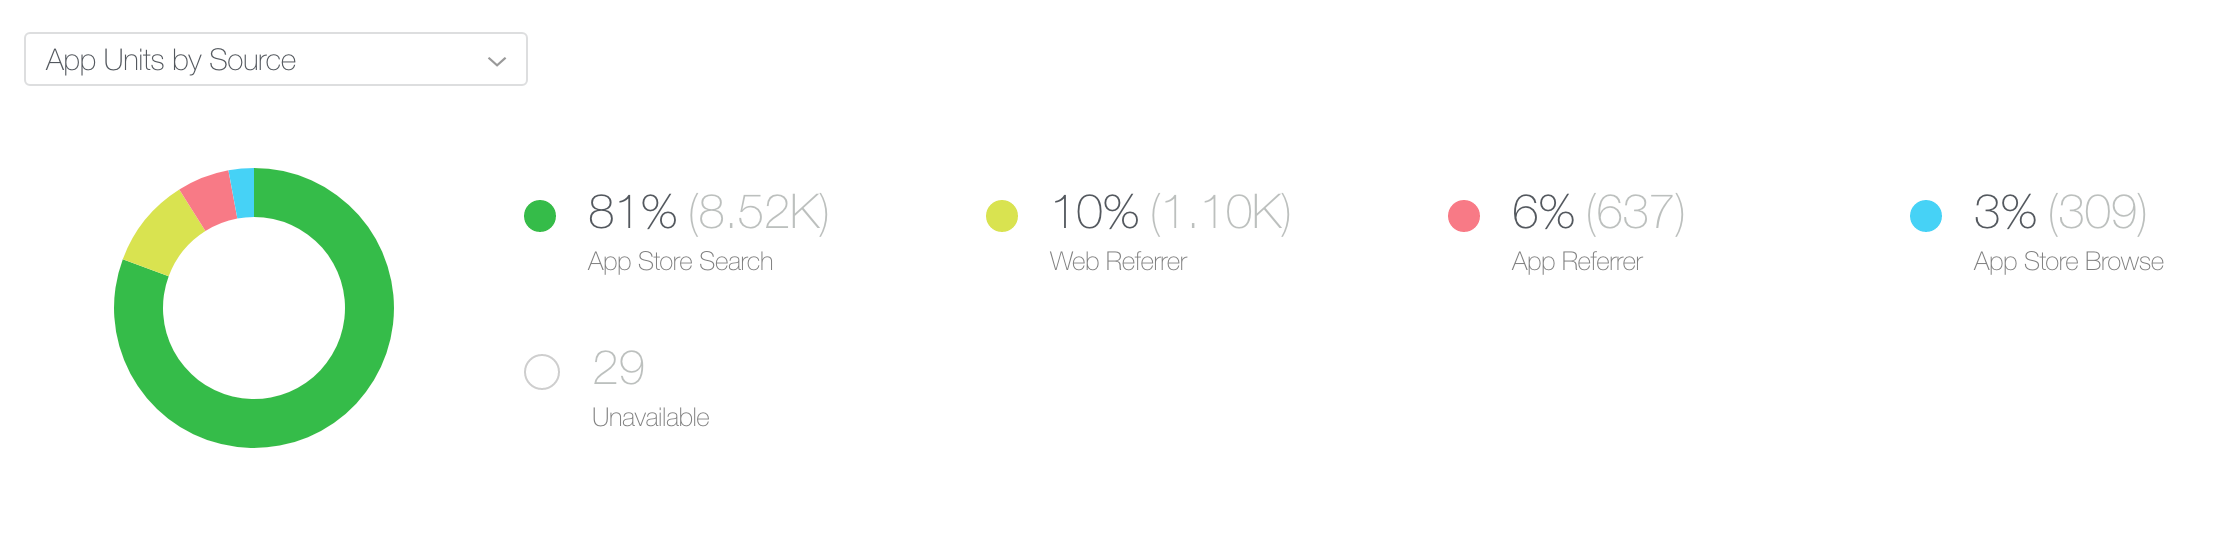 App Units by Source
81% (8.52K)
App Store Search
10% (1.10K)
Web Referrer
6% (637)
App Referrer
3% (309)
App Store Browse
29
Unavailable